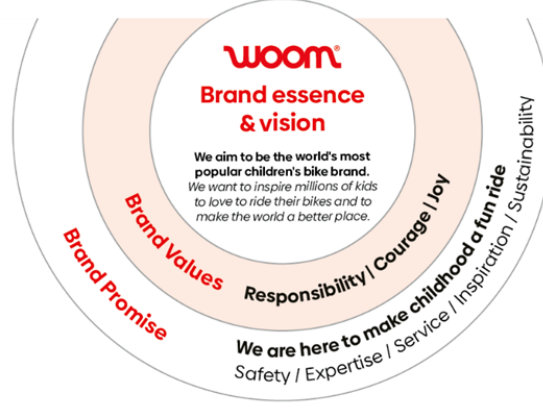 woom®
Brand essence
& vision
We aim to be the world's most
popular children's bike brand.
We want to inspire millions of kids
to love to ride their bikes and to
make the world a better place.
Brand Values
Responsibility | Courage | Joy
Brand Promise
We are here to make childhood a fun ride
Safety / Expertise / Service / Inspiration / Sustainability